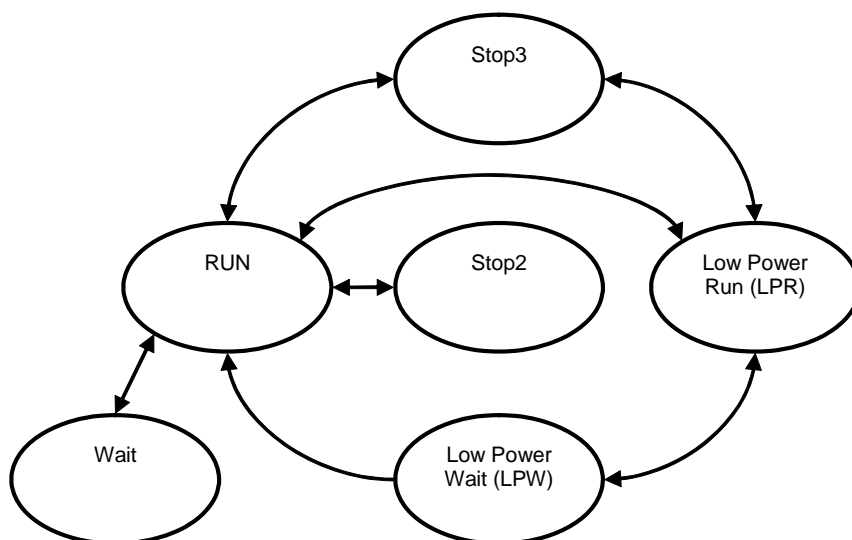 Stop3
RUN
Stop2
Low Power
Run (LPR)
Wait
Low Power
Wait (LPW)